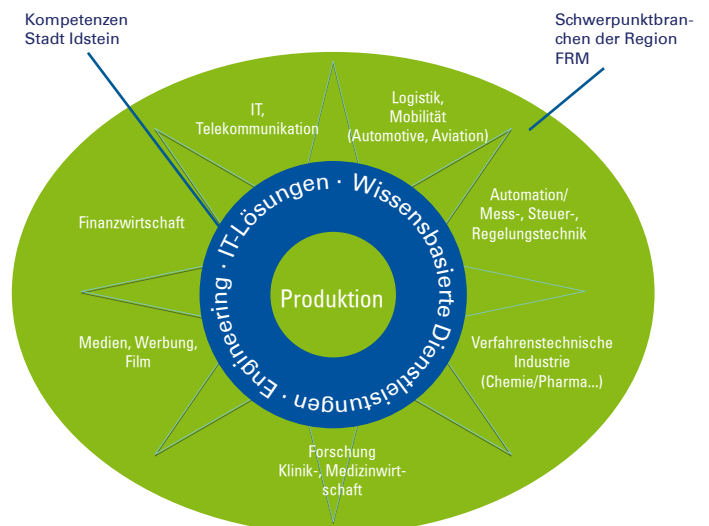 Kompetenzen
Stadt Idstein
Schwerpunktbran-
chen der Region
FRM
IT,
Telekommunikation
Logistik,
Mobilität
(Automotive, Aviation)
Finanzwirtschaft
Automation/
Mess-, Steuer-,
Regelungstechnik
Engineering · IT-Lösungen · Wissensbasierte Dienstleistungen ·
Produktion
Medien, Werbung,
Film
Verfahrenstechnische
Industrie
(Chemie/Pharma...)
Forschung
Klinik-, Medizinwirt-
schaft